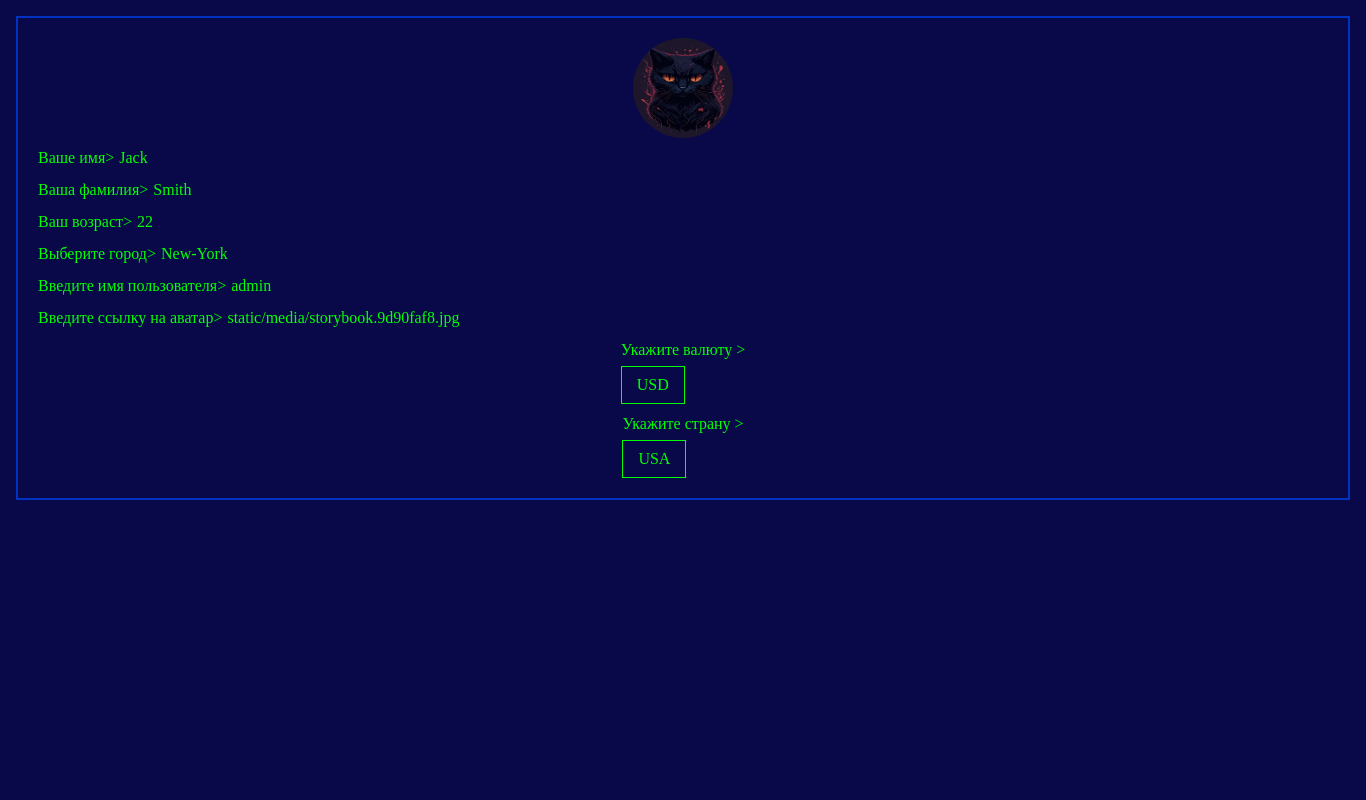 Ваше имя> Jack
Ваша фамилия> Smith
Ваш возраст> 22
Выберите город> New-York
Введите имя пользователя> admin
Введите ссылку на аватар> static/media/storybook.9d90faf8.jpg
Укажите валюту >
USD
Укажите страну >
USA